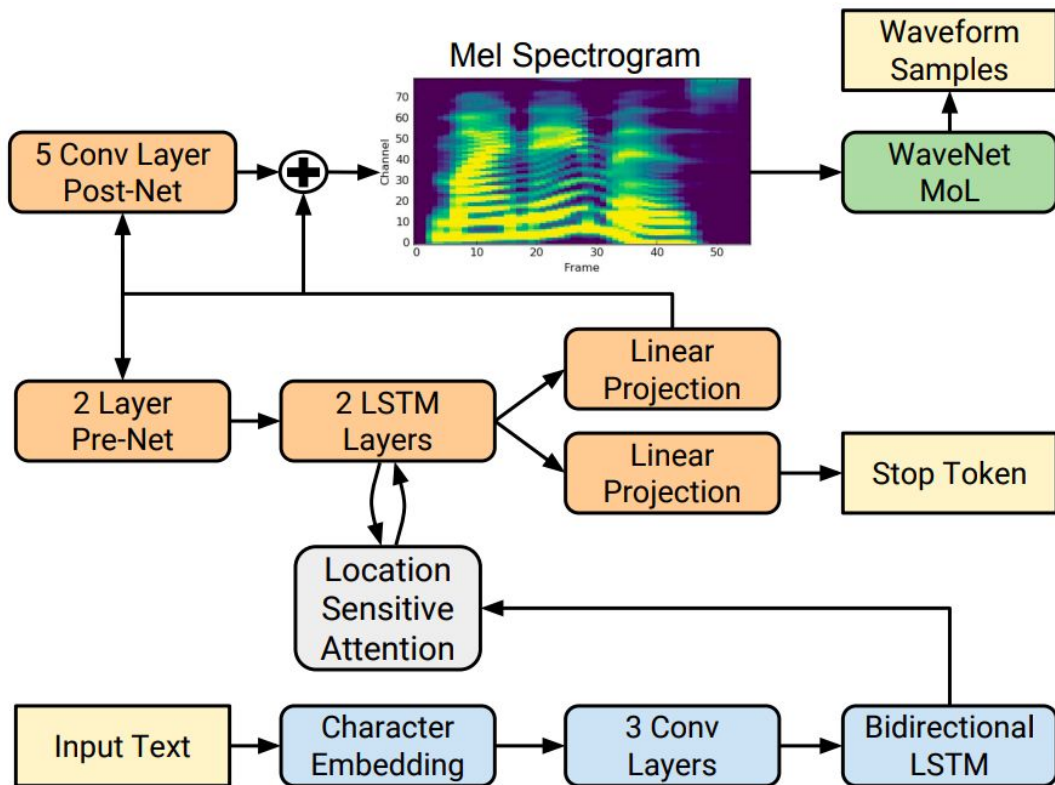 Waveform
Samples
Mel Spectrogram
5 Conv Layer
Post-Net
WaveNet
MoL
Channel
70
60
50
40
30
20
10
0
0 10 20 30 40 50
Frame
Linear
Projection
2 Layer
Pre-Net
2 LSTM
Layers
Linear
Projection
Stop Token
Location
Sensitive
Attention
Input Text
Character
Embedding
3 Conv
Layers
Bidirectional
LSTM